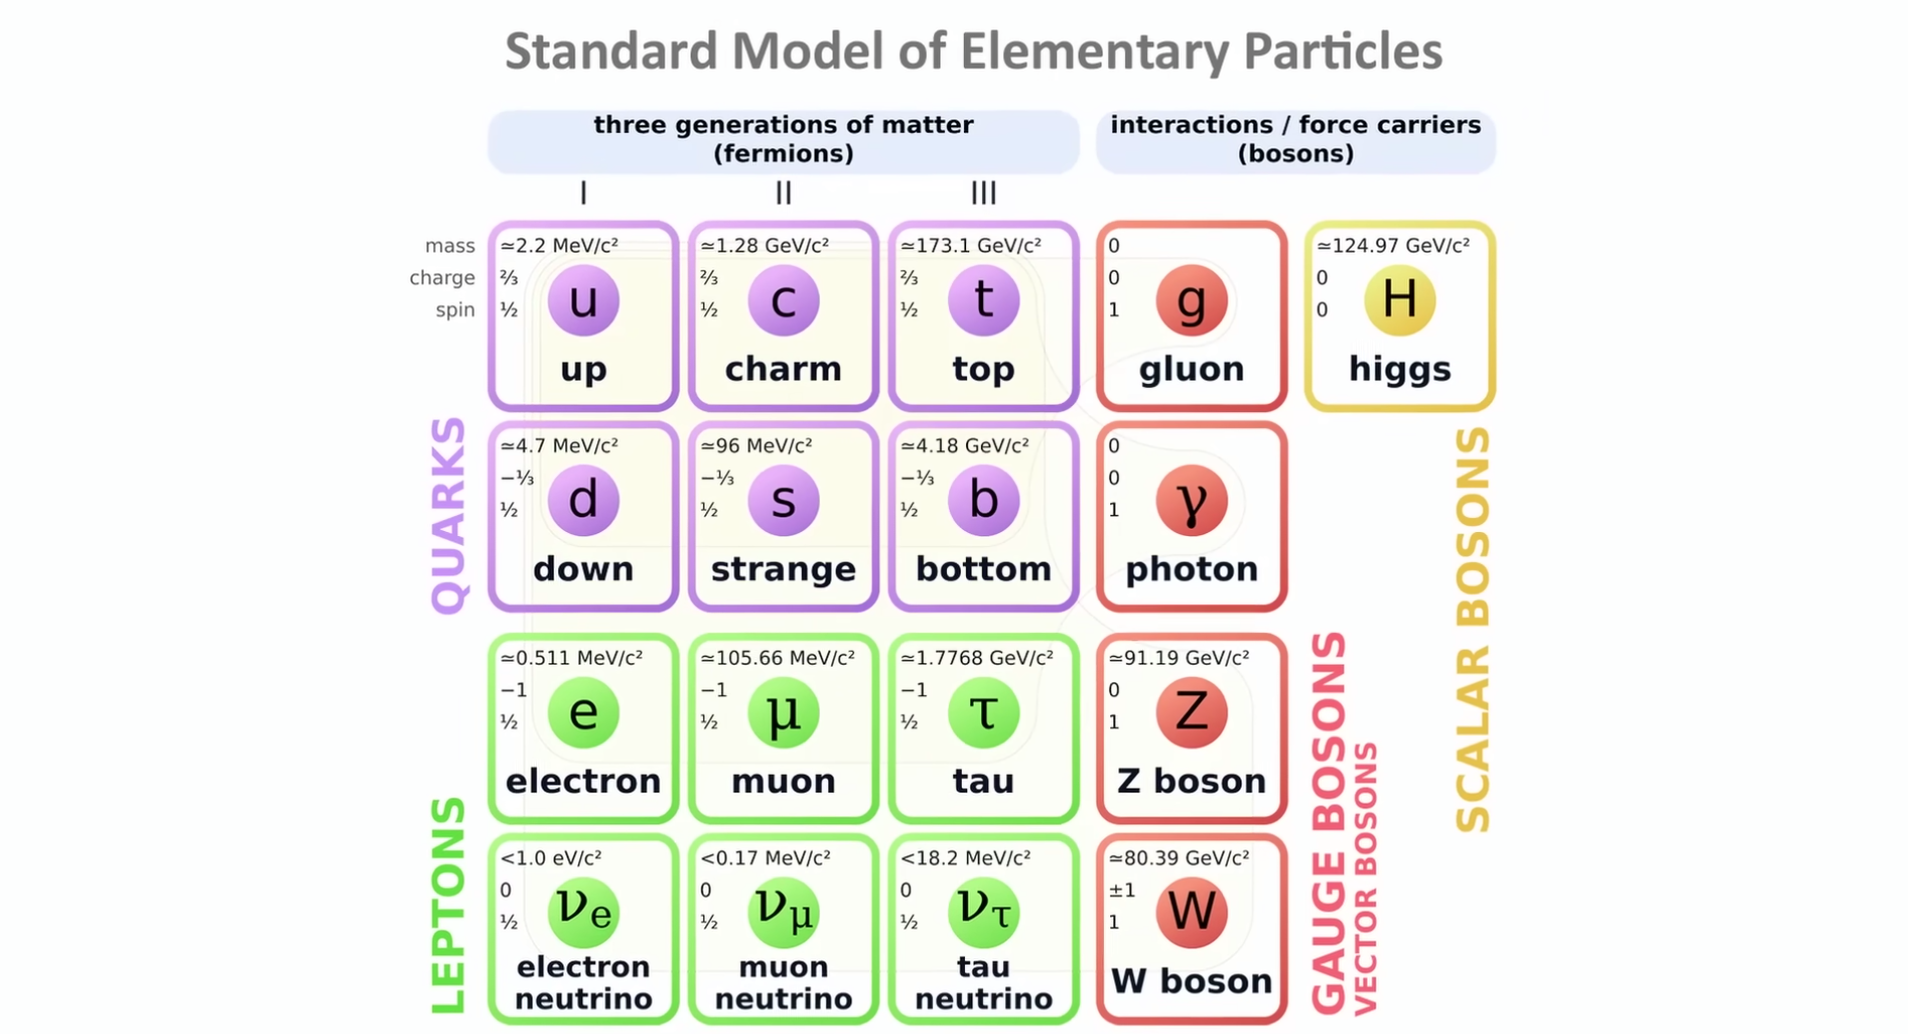 Standard Model of Elementary Particles
three generations of matter
(fermions)
interactions / force carriers
(bosons)
I
II
III
mass
charge
spin
≃2.2 MeV/c²
⅔
½
u
up
≃1.28 GeV/c²
⅔
½
c
charm
≃173.1 GeV/c²
⅔
½
t
top
0
0
1
g
gluon
≃124.97 GeV/c²
0
0
H
higgs
QUARKS
≃4.7 MeV/c²
−⅓
½
d
down
≃96 MeV/c²
−⅓
½
s
strange
≃4.18 GeV/c²
−⅓
½
b
bottom
0
0
1
γ
photon
SCALAR BOSONS
LEPTONS
≃0.511 MeV/c²
−1
½
e
electron
≃105.66 MeV/c²
−1
½
μ
muon
≃1.7768 GeV/c²
−1
½
τ
tau
≃91.19 GeV/c²
0
1
Z
Z boson
<1.0 eV/c²
0
½
νe
electron
neutrino
<0.17 MeV/c²
0
½
νμ
muon
neutrino
<18.2 MeV/c²
0
½
ντ
tau
neutrino
≃80.39 GeV/c²
±1
1
W
W boson
GAUGE BOSONS
VECTOR BOSONS